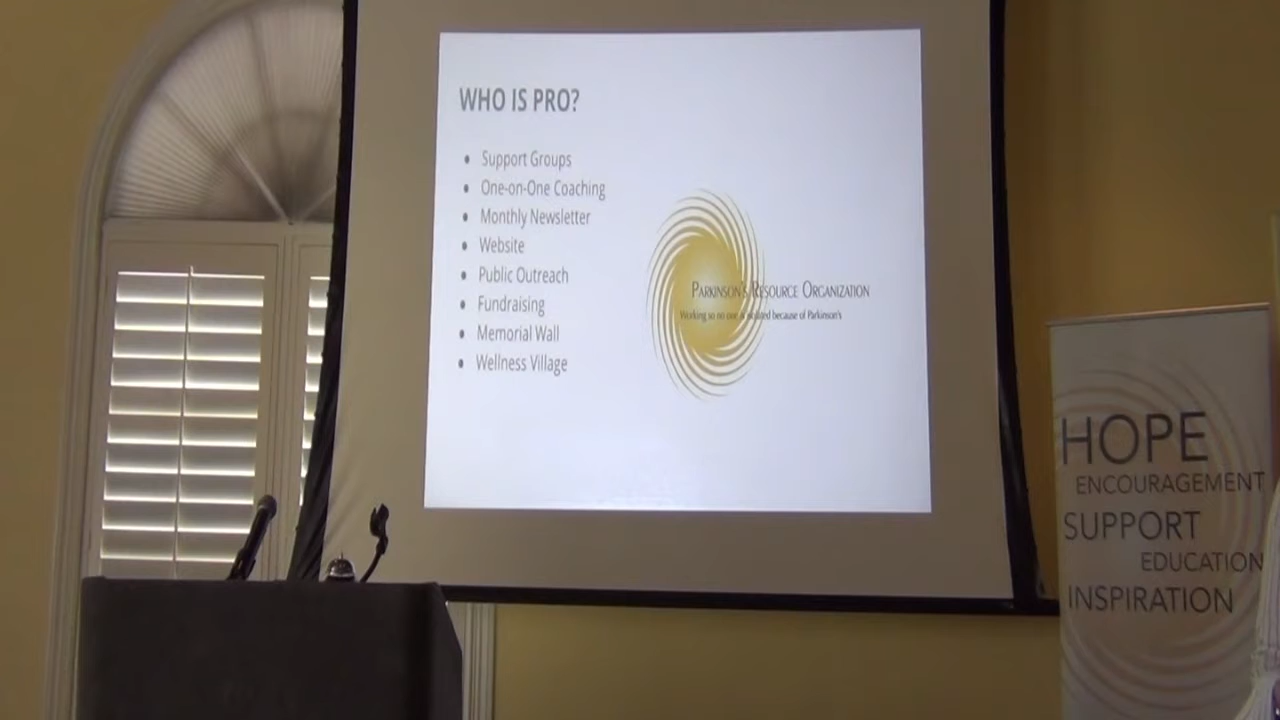 WHO IS PRO?
• Support Groups
• One-on-One Coaching
• Monthly Newsletter
• Website
• Public Outreach
• Fundraising
• Memorial Wall
• Wellness Village
PARKINSON'S RESOURCE ORGANIZATION
Working so no one is isolated because of Parkinson's
HOPE
ENCOURAGEMENT
SUPPORT
EDUCATION
INSPIRATION